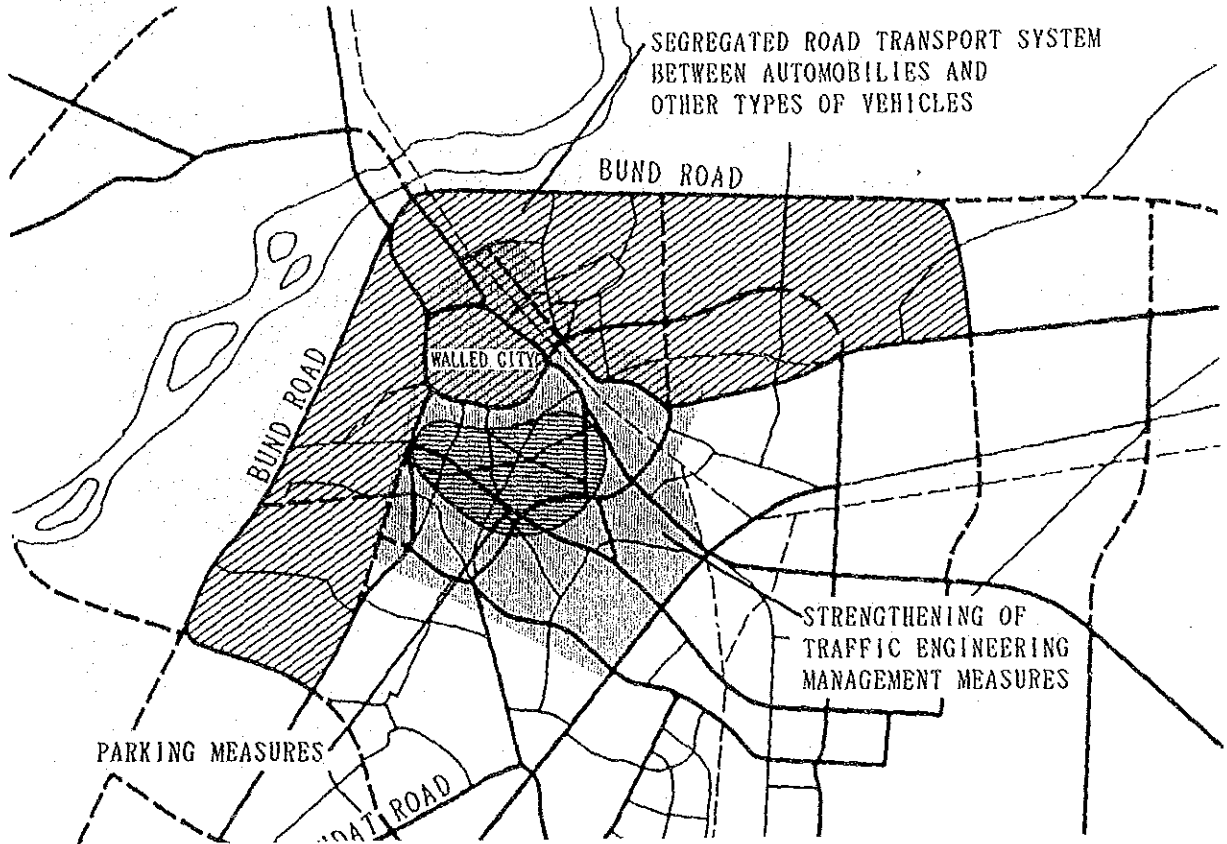 SEGREGATED ROAD TRANSPORT SYSTEM
BETWEEN AUTOMOBILIES AND
OTHER TYPES OF VEHICLES
BUND ROAD
WALLED CITY
BUND ROAD
STRENGTHENING OF
TRAFFIC ENGINEERING
MANAGEMENT MEASURES
PARKING MEASURES
ROAD